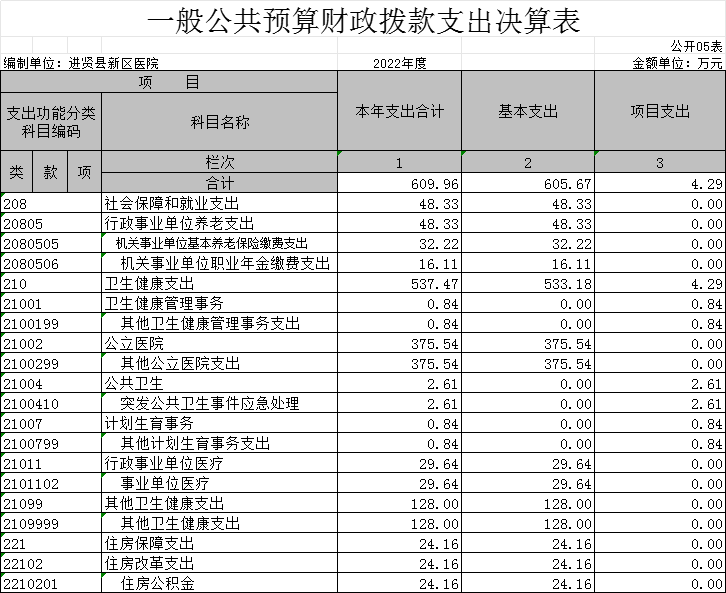 一般公共预算财政拨款支出决算表
公开05表
编制单位：进贤县新区医院 2022年度 金额单位：万元
项 目 本年支出合计 基本支出 项目支出
支出功能分类科目编码 科目名称
类 款 项 栏次 1 2 3
合计 609.96 605.67 4.29
208 社会保障和就业支出 48.33 48.33 0.00
20805 行政事业单位养老支出 48.33 48.33 0.00
2080505 机关事业单位基本养老保险缴费支出 32.22 32.22 0.00
2080506 机关事业单位职业年金缴费支出 16.11 16.11 0.00
210 卫生健康支出 537.47 533.18 4.29
21001 卫生健康管理事务 0.84 0.00 0.84
2100199 其他卫生健康管理事务支出 0.84 0.00 0.84
21002 公立医院 375.54 375.54 0.00
2100299 其他公立医院支出 375.54 375.54 0.00
21004 公共卫生 2.61 0.00 2.61
2100410 突发公共卫生事件应急处理 2.61 0.00 2.61
21007 计划生育事务 0.84 0.00 0.84
2100799 其他计划生育事务支出 0.84 0.00 0.84
21011 行政事业单位医疗 29.64 29.64 0.00
2101102 事业单位医疗 29.64 29.64 0.00
21099 其他卫生健康支出 128.00 128.00 0.00
2109999 其他卫生健康支出 128.00 128.00 0.00
221 住房保障支出 24.16 24.16 0.00
22102 住房改革支出 24.16 24.16 0.00
2210201 住房公积金 24.16 24.16 0.00